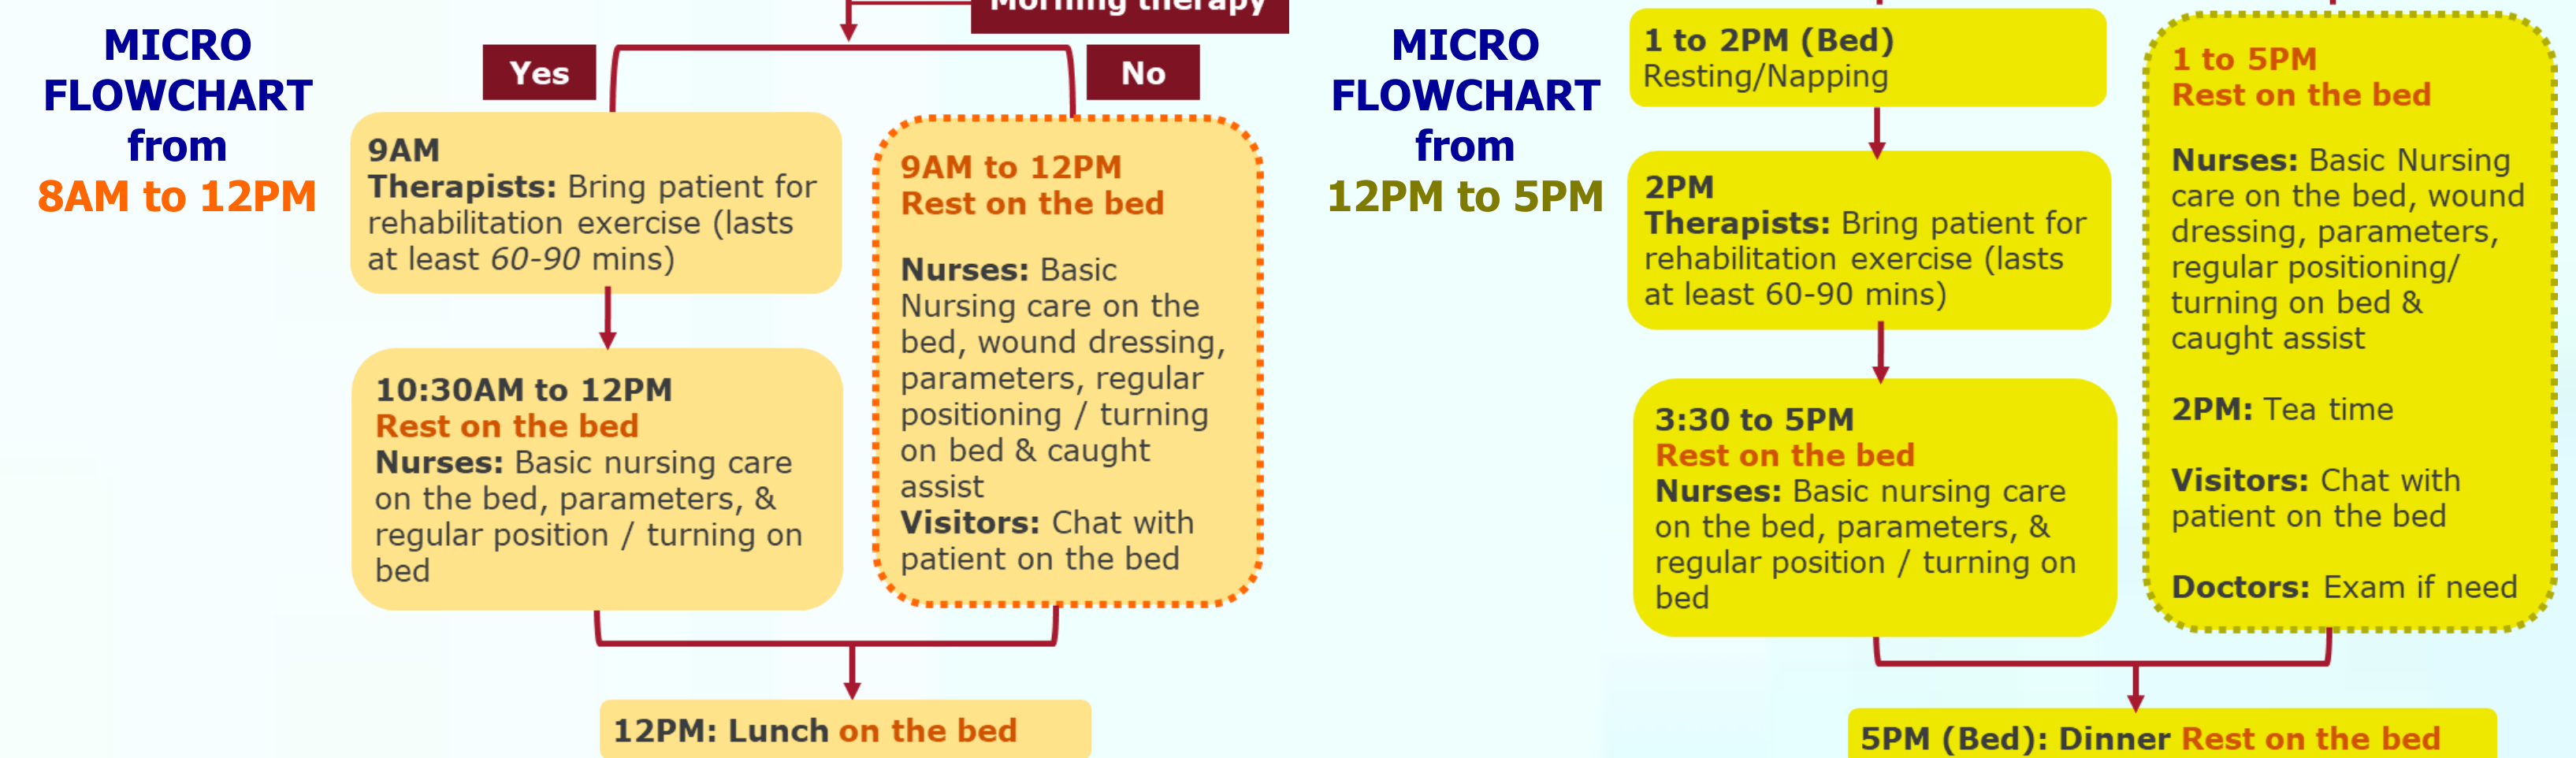 MICRO
FLOWCHART
from
8AM to 12PM
Morning therapy
Yes
No
9AM
Therapists: Bring patient for
rehabilitation exercise (lasts
at least 60-90 mins)
10:30AM to 12PM
Rest on the bed
Nurses: Basic nursing care
on the bed, parameters, &
regular position / turning on
bed
9AM to 12PM
Rest on the bed
Nurses: Basic
Nursing care on the
bed, wound dressing,
parameters, regular
positioning / turning
on bed & caught
assist
Visitors: Chat with
patient on the bed
12PM: Lunch on the bed
MICRO
FLOWCHART
from
12PM to 5PM
1 to 2PM (Bed)
Resting/Napping
2PM
Therapists: Bring patient for
rehabilitation exercise (lasts
at least 60-90 mins)
3:30 to 5PM
Rest on the bed
Nurses: Basic nursing care
on the bed, parameters, &
regular position / turning on
bed
1 to 5PM
Rest on the bed
Nurses: Basic Nursing
care on the bed, wound
dressing, parameters,
regular positioning/
turning on bed &
caught assist
2PM: Tea time
Visitors: Chat with
patient on the bed
Doctors: Exam if need
5PM (Bed): Dinner Rest on the bed